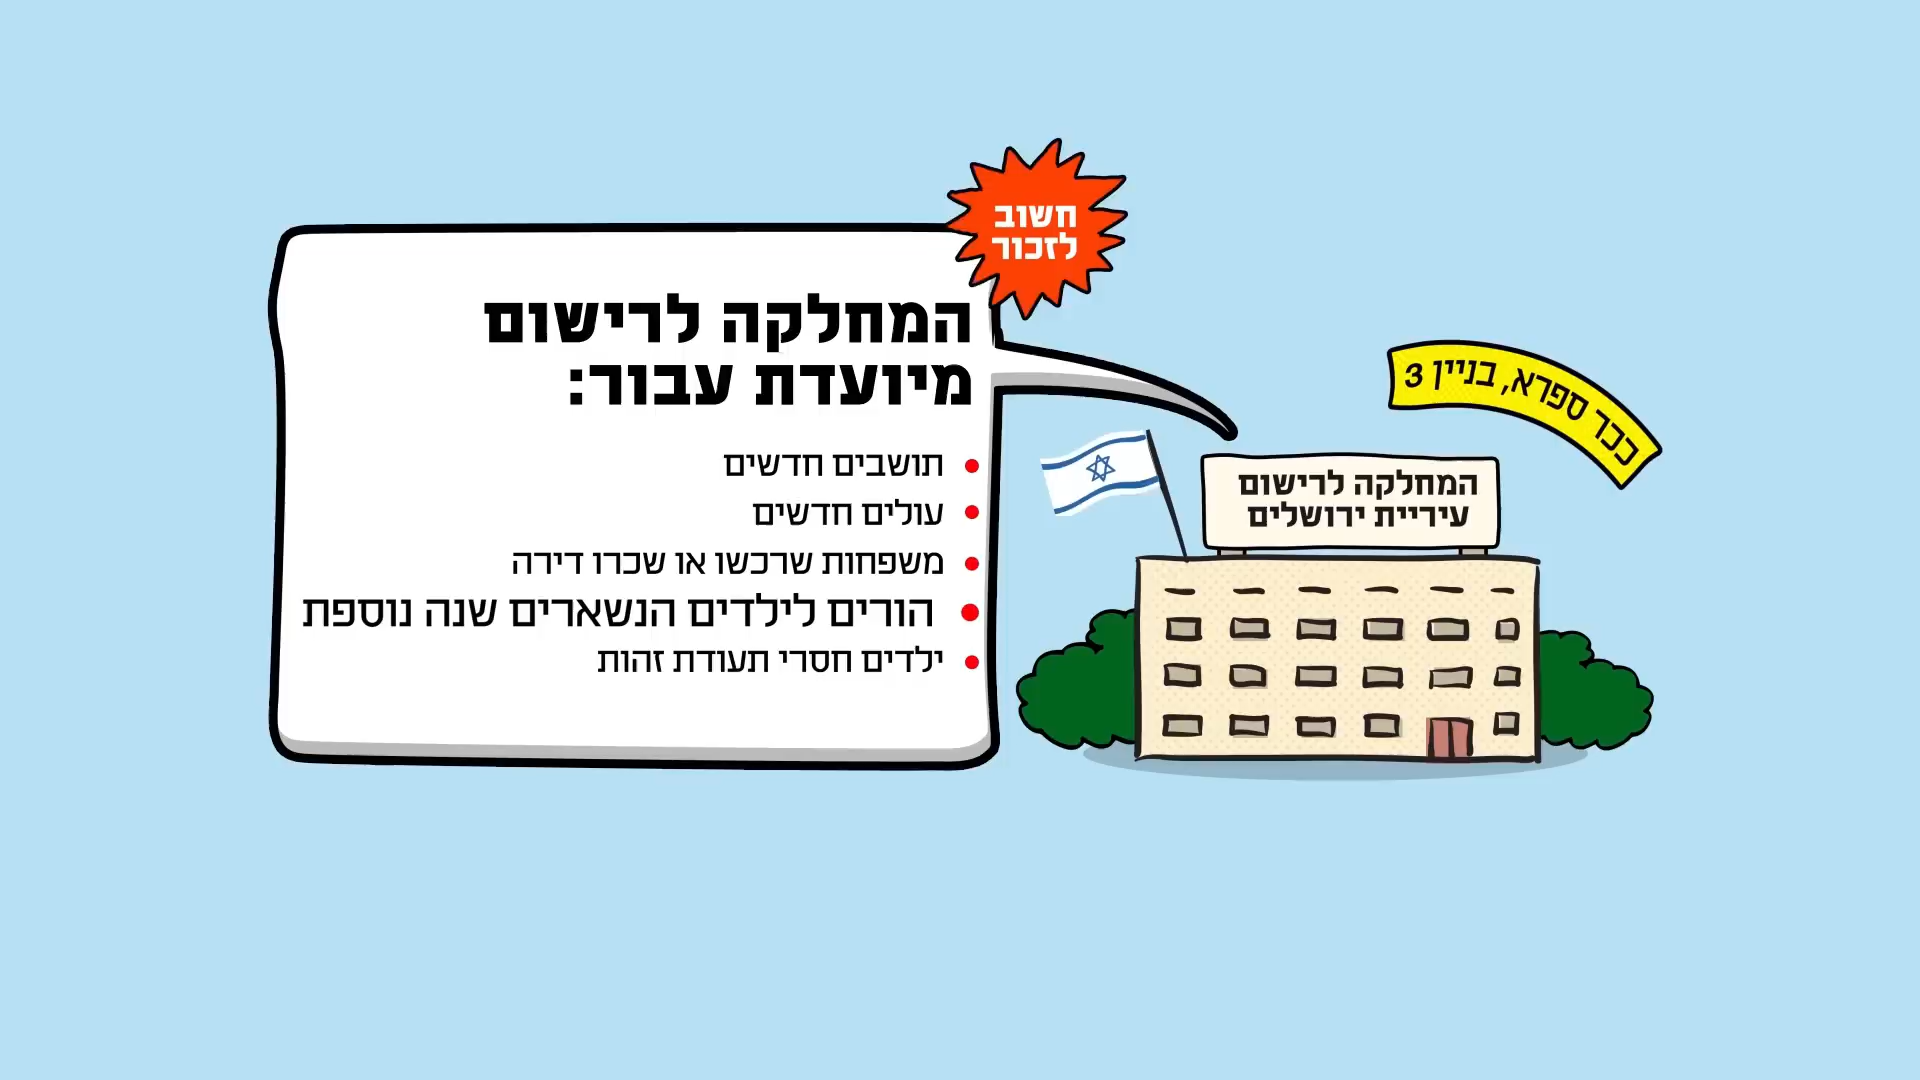 חשוב
לזכור
המחלקה לרישום
מיועדת עבור:
תושבים חדשים
עולים חדשים
משפחות שרכשו או שכרו דירה
הורים לילדים הנשארים שנה נוספת
ילדים חסרי תעודת זהות
ככר ספרא, בניין 3
המחלקה לרישום
עיריית ירושלים